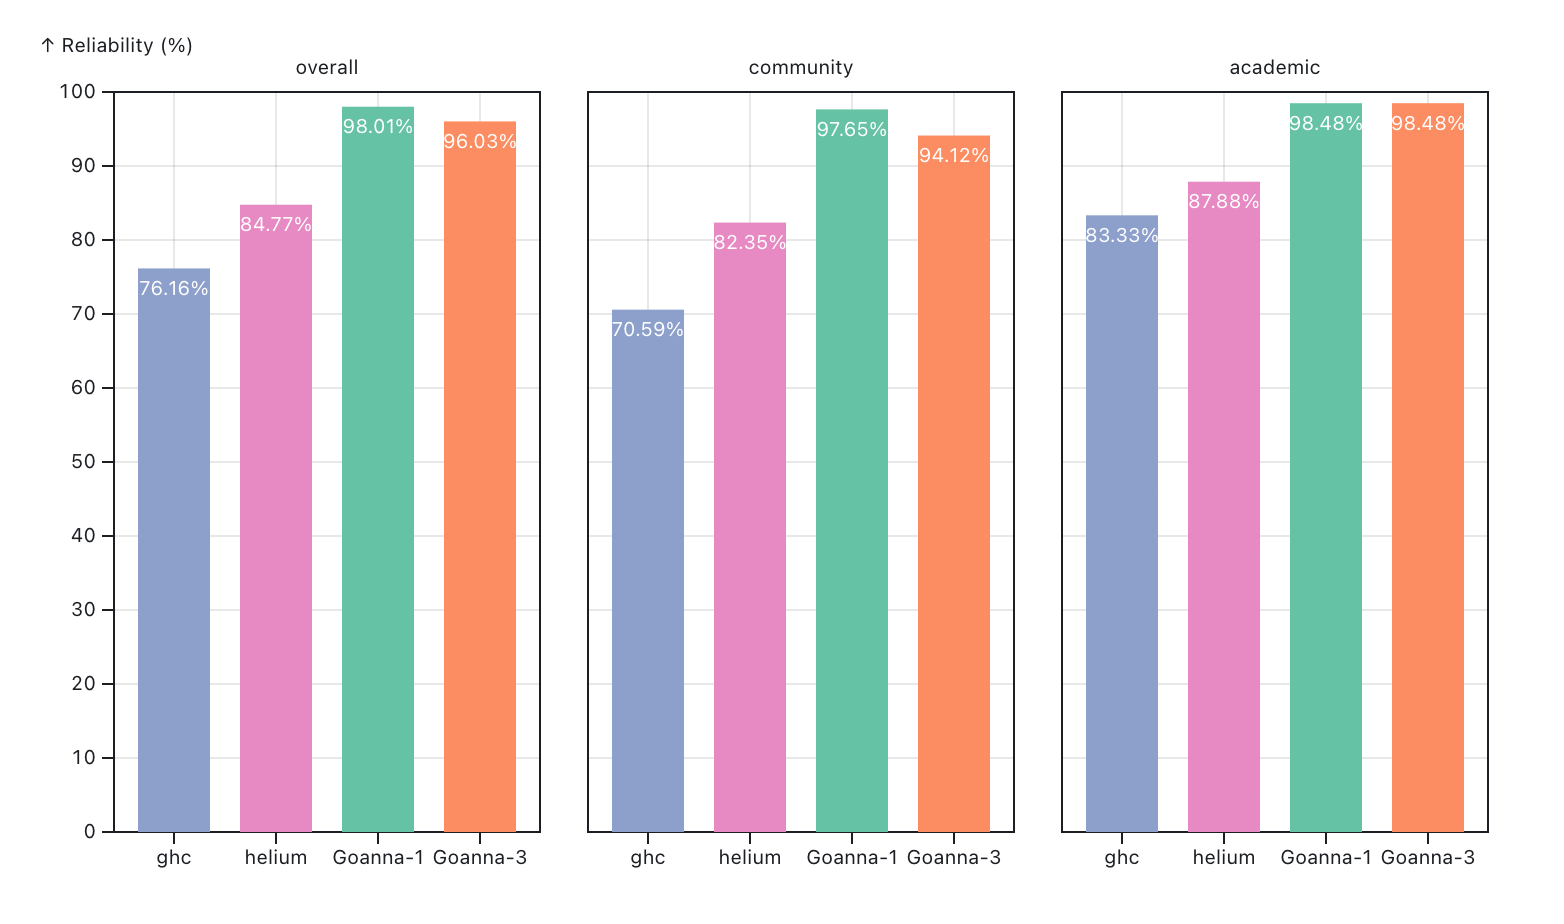 ↑ Reliability (%)
overall
community
academic
100
90
80
70
60
50
40
30
20
10
0
76.16%
84.77%
98.01%
96.03%
ghc
helium
Goanna-1
Goanna-3
70.59%
82.35%
97.65%
94.12%
ghc
helium
Goanna-1
Goanna-3
83.33%
87.88%
98.48%
98.48%
ghc
helium
Goanna-1
Goanna-3